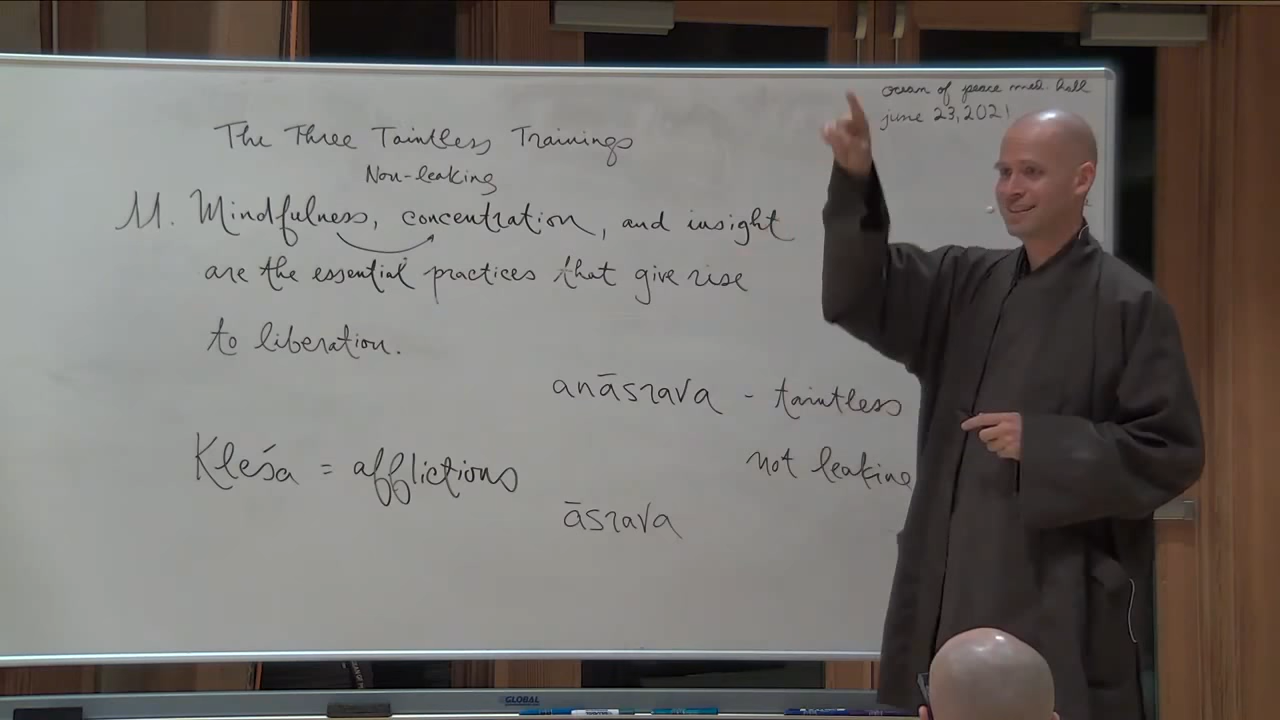 ocean of peace med. hall
june 23, 2021
The Three Taintless Trainings
Non-leaking
11. Mindfulness, concentration, and insight
are the essential practices that give rise
to liberation.
anāsrava - taintless
Kleśa = afflictions
not leaking
āsrava
GLOBAL